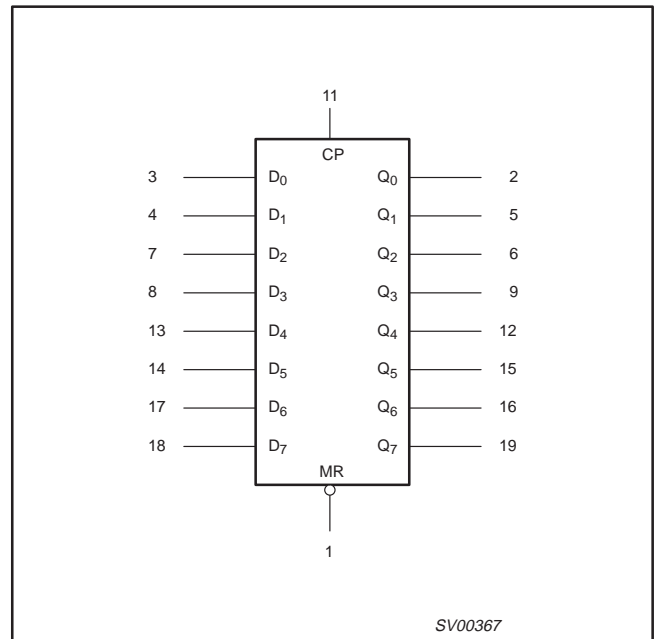 11
CP
3 D0 Q0 2
4 D1 Q1 5
7 D2 Q2 6
8 D3 Q3 9
13 D4 Q4 12
14 D5 Q5 15
17 D6 Q6 16
18 D7 Q7 19
MR
1
SV00367